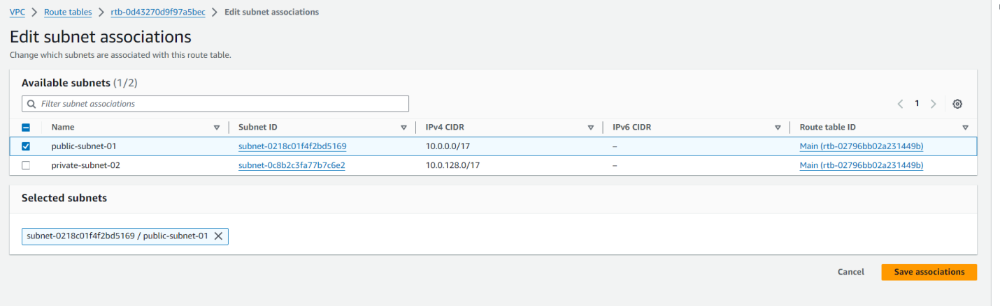 VPC > Route tables > rtb-0d43270d9f97a5bec > Edit subnet associations
Edit subnet associations
Change which subnets are associated with this route table.
Available subnets (1/2)
Filter subnet associations
1
Name Subnet ID IPv4 CIDR IPv6 CIDR Route table ID
public-subnet-01 subnet-0218c01f4f2bd5169 10.0.0.0/17 – Main (rtb-02796bb02a231449b)
private-subnet-02 subnet-0c8b2c3fa77b7c6e2 10.0.128.0/17 – Main (rtb-02796bb02a231449b)
Selected subnets
subnet-0218c01f4f2bd5169 / public-subnet-01
Cancel Save associations